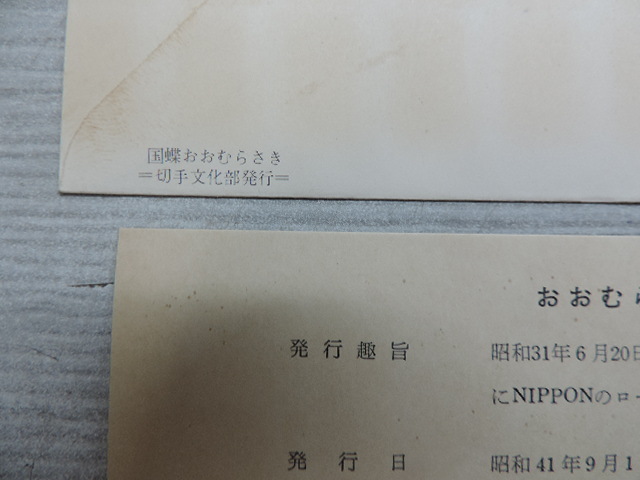 国蝶おおむらさき
=切手文化部発行=
おおむら
発行趣旨 昭和31年6月20日
にNIPPONのロー
発行日 昭和41年9月1